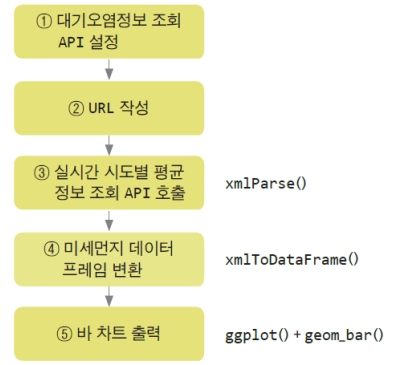 ① 대기오염정보 조회
API 설정
② URL 작성
③ 실시간 시도별 평균
정보 조회 API 호출
xmlParse()
④ 미세먼지 데이터
프레임 변환
xmlToDataFrame()
⑤ 바 차트 출력
ggplot() + geom_bar()